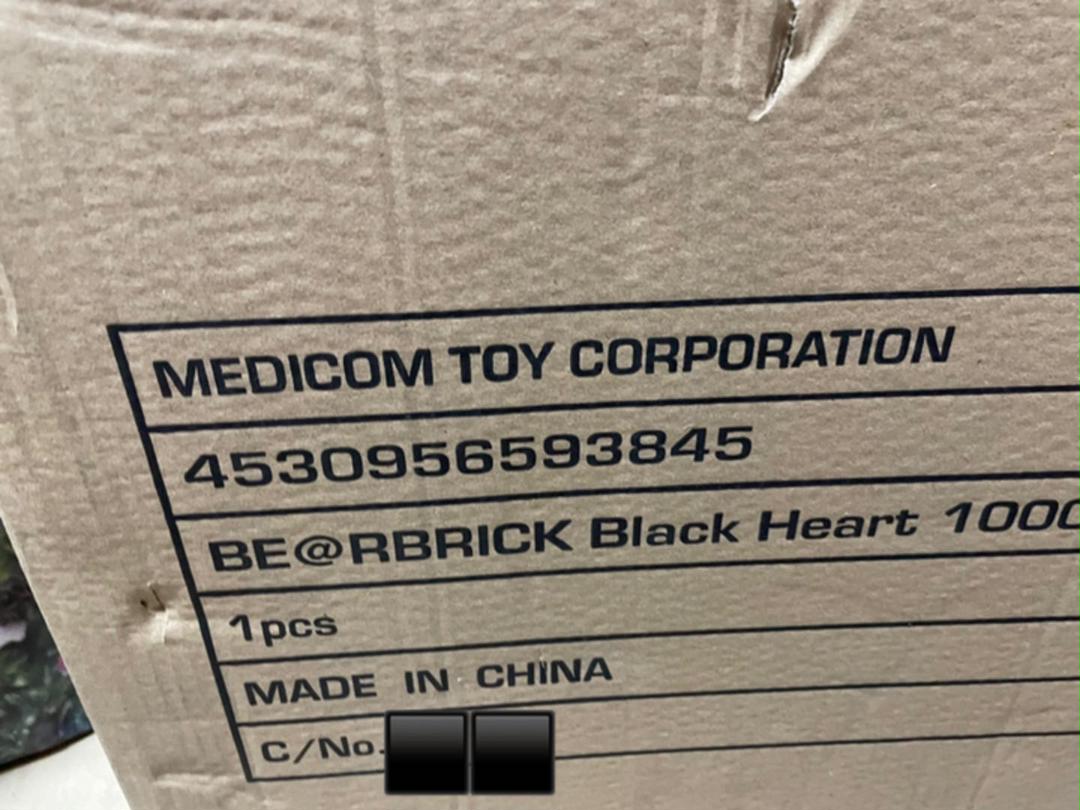 MEDICOM TOY CORPORATION
4530956593845
BE@RBRICK Black Heart 1000
1pcs
MADE IN CHINA
C/No.